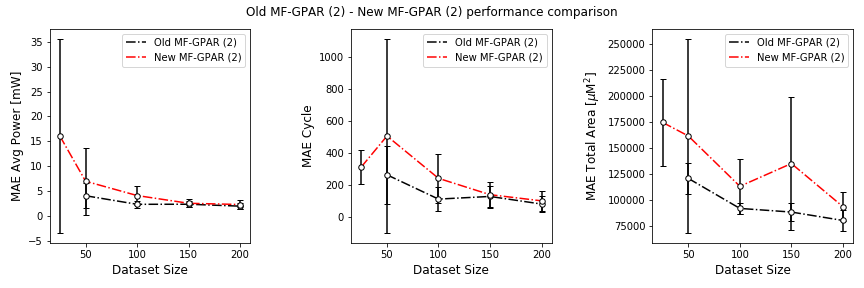 Old MF-GPAR (2) - New MF-GPAR (2) performance comparison
MAE Avg Power [mW]
35
30
25
20
15
10
5
0
−5
Old MF-GPAR (2)
New MF-GPAR (2)
50
100
150
200
Dataset Size
MAE Cycle
1000
800
600
400
200
0
Old MF-GPAR (2)
New MF-GPAR (2)
50
100
150
200
Dataset Size
MAE Total Area [μM²]
250000
225000
200000
175000
150000
125000
100000
75000
Old MF-GPAR (2)
New MF-GPAR (2)
50
100
150
200
Dataset Size